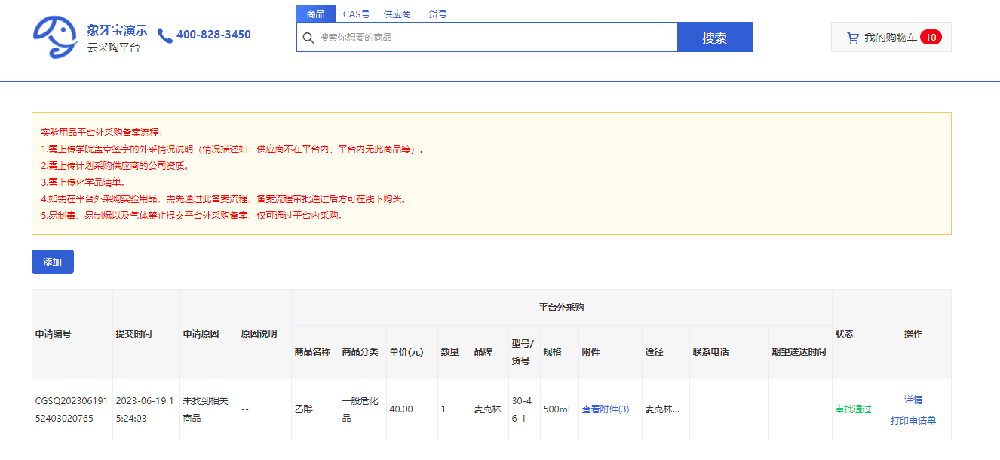 商品 CAS号 供应商 货号
象牙宝演示
云采购平台
400-828-3450
搜索你想要的商品
搜索
我的购物车 10
实验用品平台外采购备案流程：
1.需上传学院盖章签字的外采情况说明（情况描述如：供应商不在平台内、平台内无此商品等）。
2.需上传计划采购供应商的公司资质。
3.需上传化学品清单。
4.如需在平台外采购实验用品，需先通过此备案流程，备案流程审批通过后方可在线下购买。
5.易制毒、易制爆以及气体禁止提交平台外采购备案，仅可通过平台内采购。
添加
平台外采购
申请编号 提交时间 申请原因 原因说明 状态 操作
商品名称 商品分类 单价(元) 数量 品牌 型号/ 规格 附件 途径 联系电话 期望送达时间
货号
CGSQ202306191 2023-06-19 1 未找到相关 -- 乙醇 一般危化 40.00 1 麦克林 30-4 500ml 查看附件(3) 麦克林... 审批通过 详情
52403020765 5:24:03 商品 品 6-1 打印申请单